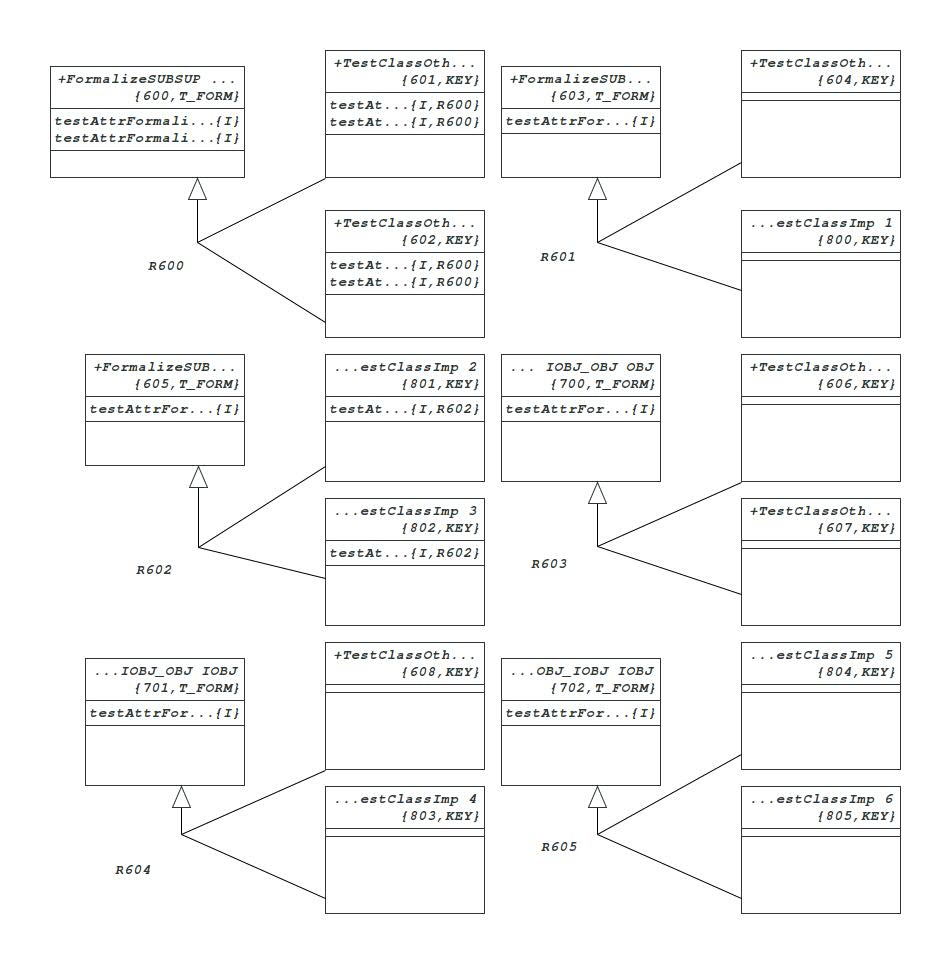 +FormalizeSUBSUP ...
{600,T_FORM}
testAttrFormali...{I}
testAttrFormali...{I}
+TestClassOth...
{601,KEY}
testAt...{I,R600}
testAt...{I,R600}
+TestClassOth...
{602,KEY}
testAt...{I,R600}
testAt...{I,R600}
R600
+FormalizeSUB...
{603,T_FORM}
testAttrFor...{I}
+TestClassOth...
{604,KEY}
...estClassImp 1
{800,KEY}
R601
+FormalizeSUB...
{605,T_FORM}
testAttrFor...{I}
...estClassImp 2
{801,KEY}
testAt...{I,R602}
...estClassImp 3
{802,KEY}
testAt...{I,R602}
R602
... IOBJ_OBJ OBJ
{700,T_FORM}
testAttrFor...{I}
+TestClassOth...
{606,KEY}
+TestClassOth...
{607,KEY}
R603
...IOBJ_OBJ IOBJ
{701,T_FORM}
testAttrFor...{I}
+TestClassOth...
{608,KEY}
...estClassImp 4
{803,KEY}
R604
...OBJ_IOBJ IOBJ
{702,T_FORM}
testAttrFor...{I}
...estClassImp 5
{804,KEY}
...estClassImp 6
{805,KEY}
R605